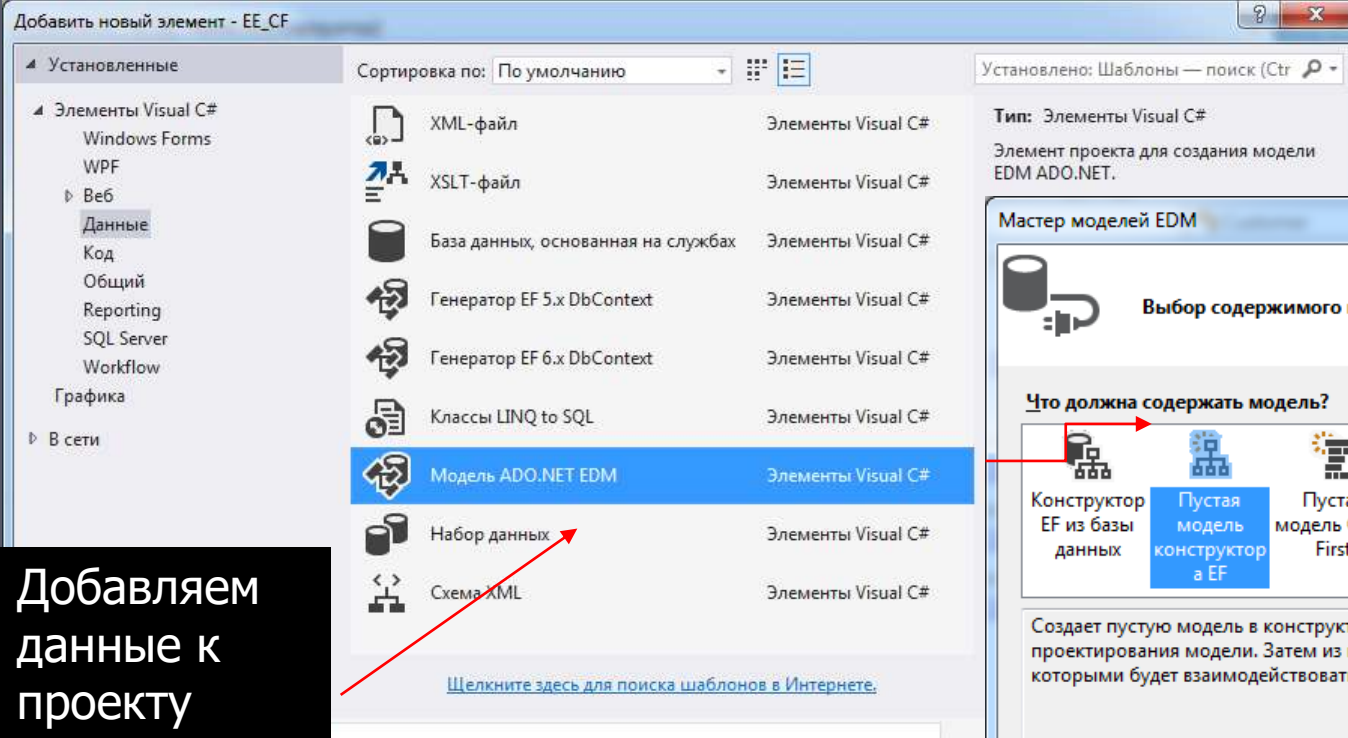 Добавить новый элемент - EE_CF
Установленные
Элементы Visual C#
Windows Forms
WPF
Веб
Данные
Код
Общий
Reporting
SQL Server
Workflow
Графика
В сети
Сортировка по: По умолчанию
XML-файл Элементы Visual C#
XSLT-файл Элементы Visual C#
База данных, основанная на службах Элементы Visual C#
Генератор EF 5.x DbContext Элементы Visual C#
Генератор EF 6.x DbContext Элементы Visual C#
Классы LINQ to SQL Элементы Visual C#
Модель ADO.NET EDM Элементы Visual C#
Набор данных Элементы Visual C#
Схема XML Элементы Visual C#
Щелкните здесь для поиска шаблонов в Интернете.
Установлено: Шаблоны — поиск (Ctr
Тип: Элементы Visual C#
Элемент проекта для создания модели
EDM ADO.NET.
Мастер моделей EDM
Выбор содержимого
Что должна содержать модель?
Конструктор
EF из базы
данных
Пустая
модель
конструктор
а EF
Пуста
модель
First
Создает пустую модель в конструкт
проектирования модели. Затем из
которыми будет взаимодействоват
Добавляем
данные к
проекту